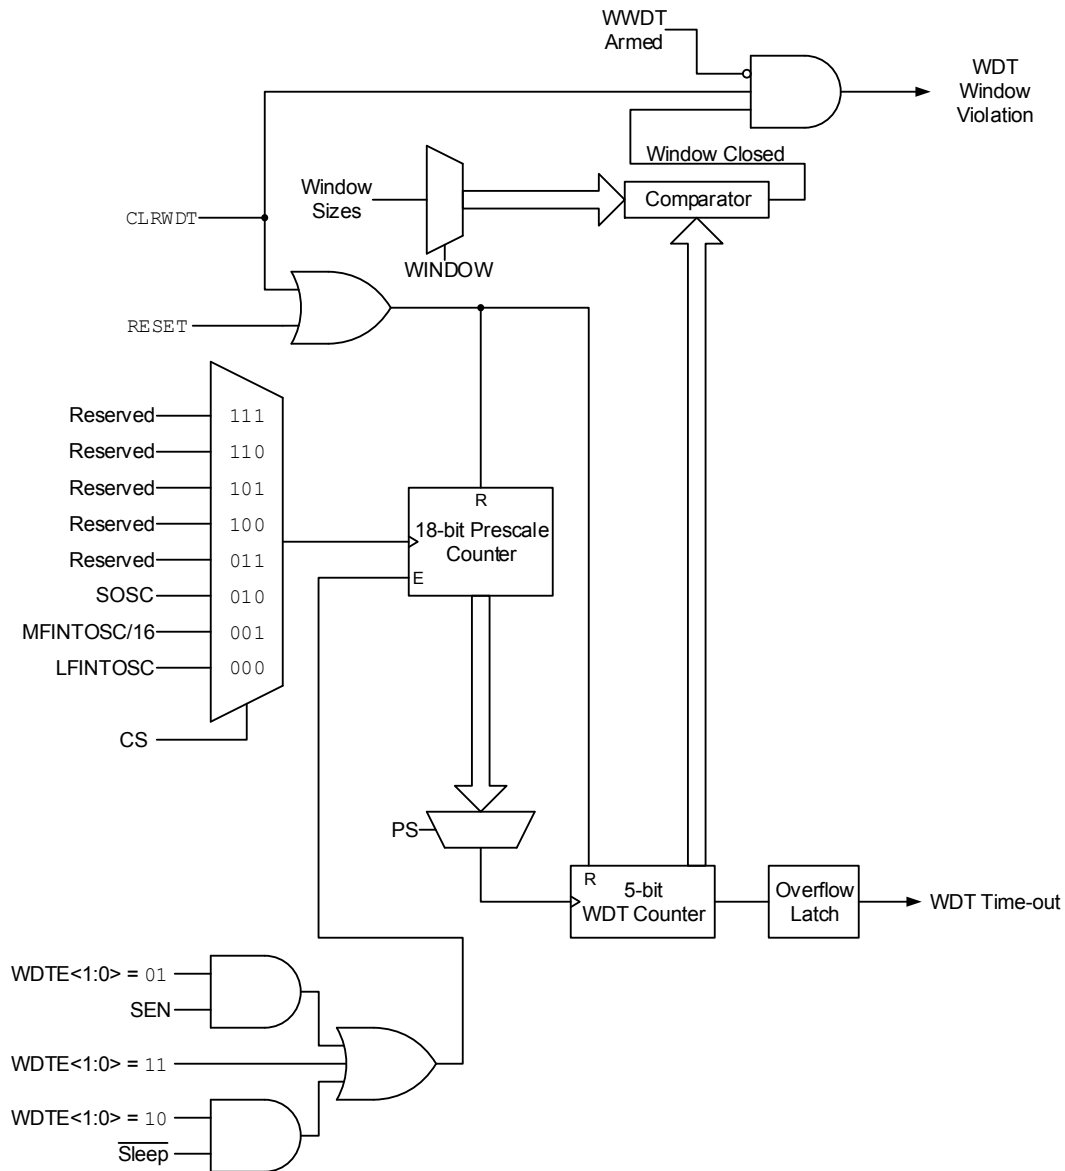 WWDT
Armed
WDT
Window
Violation
Window Closed
Window
Sizes
Comparator
CLRWDT
WINDOW
RESET
Reserved 111
Reserved 110
Reserved 101
Reserved 100
Reserved 011
SOSC 010
MFINTOSC/16 001
LFINTOSC 000
CS
R
18-bit Prescale
Counter
E
PS
R
5-bit
WDT Counter
Overflow
Latch
WDT Time-out
WDTE<1:0> = 01
SEN
WDTE<1:0> = 11
WDTE<1:0> = 10
Sleep